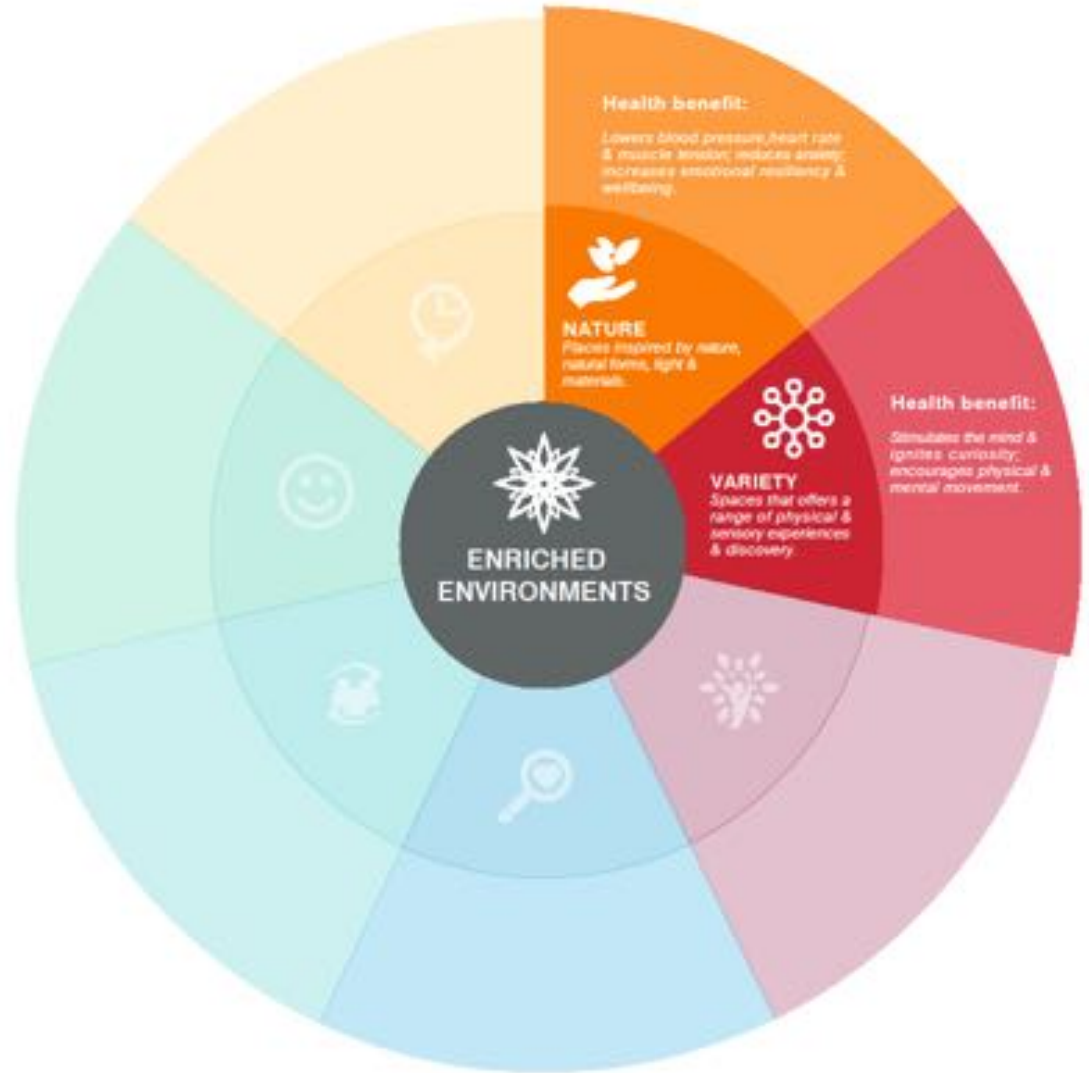 Health benefit:
Lowers blood pressure,heart rate
& muscle tension; reduces anxiety;
increases emotional resiliency &
wellbeing.
NATURE
Places inspired by nature,
natural forms, light &
materials.
Health benefit:
Stimulates the mind &
ignites curiosity;
encourages physical &
mental movement.
VARIETY
Spaces that offers a
range of physical &
sensory experiences
& discovery.
ENRICHED
ENVIRONMENTS